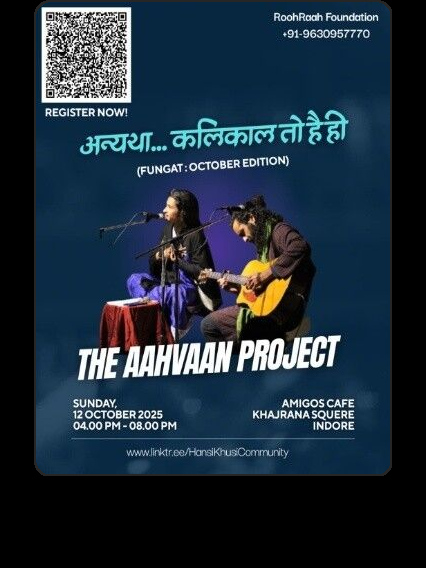 RoohRaah Foundation
+91-9630957770
REGISTER NOW!
अन्यथा... कलिकाल तो है ही
(FUNGAT : OCTOBER EDITION)
THE AAHVAAN PROJECT
SUNDAY,
12 OCTOBER 2025
04.00 PM - 08.00 PM
AMIGOS CAFE
KHAJRANA SQUERE
INDORE
www.linktr.ee/HansiKhusiCommunity